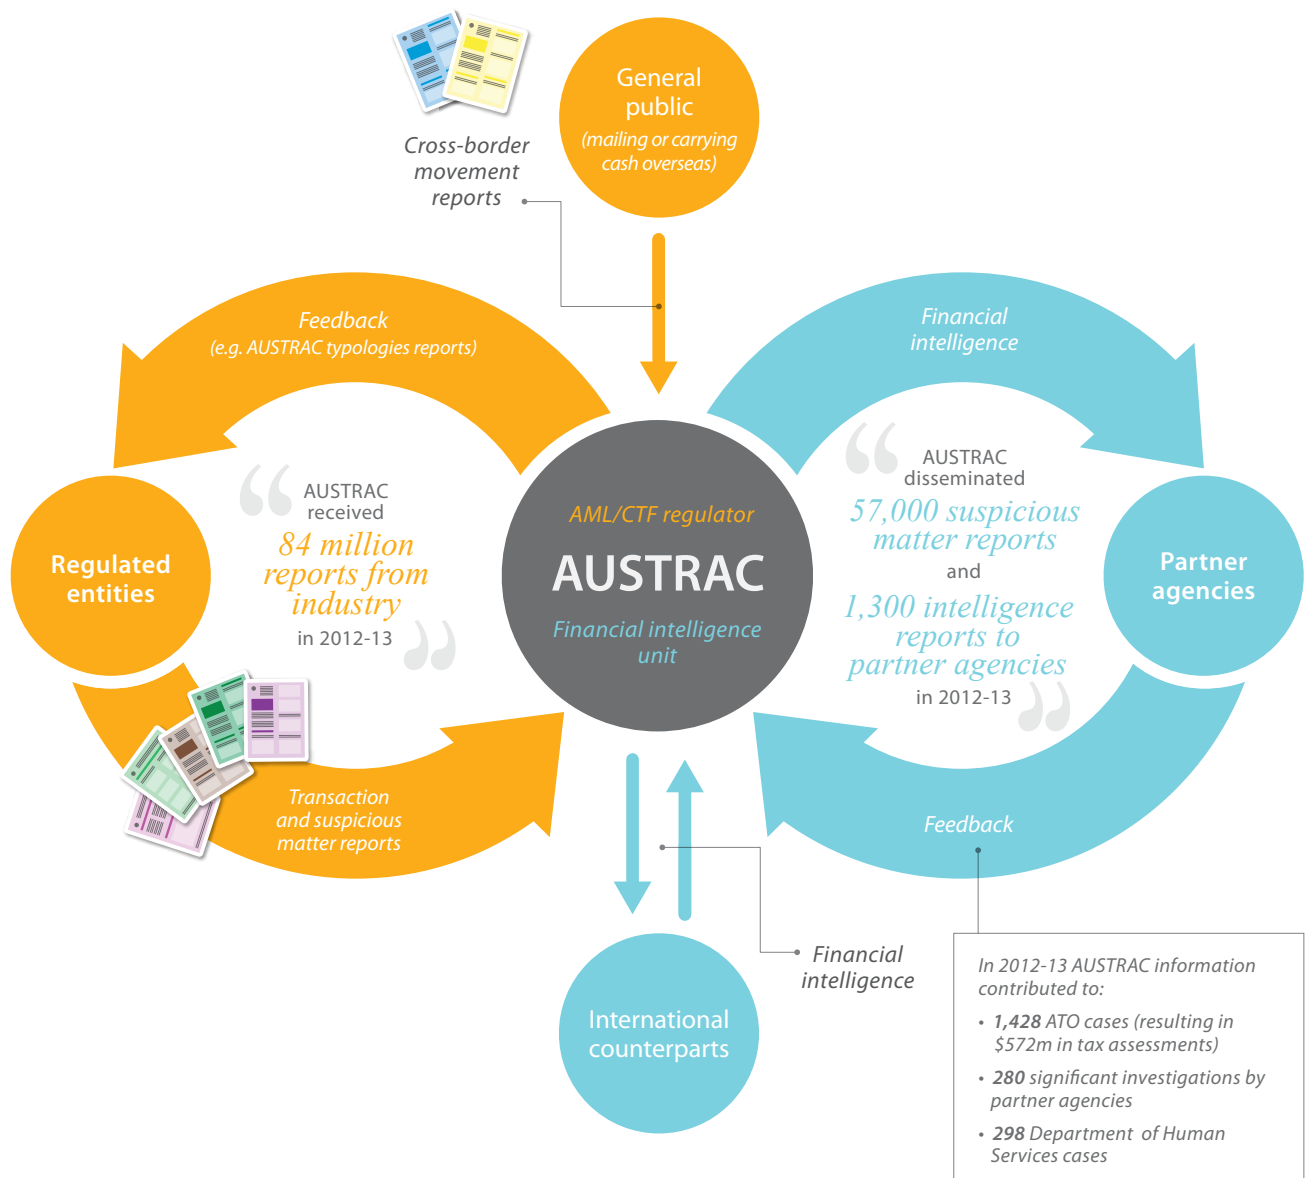 General
public
(mailing or carrying
cash overseas)
Cross-border
movement
reports
Feedback
(e.g. AUSTRAC typologies reports)
Financial
intelligence
Regulated
entities
“
AUSTRAC
received
84 million
reports from
industry
in 2012-13
”
AML/CTF regulator
AUSTRAC
Financial intelligence
unit
“
AUSTRAC
disseminated
57,000 suspicious
matter reports
and
1,300 intelligence
reports to
partner agencies
in 2012-13
”
Partner
agencies
Transaction
and suspicious
matter reports
Feedback
Financial
intelligence
International
counterparts
In 2012-13 AUSTRAC information
contributed to:
• 1,428 ATO cases (resulting in
$572m in tax assessments)
• 280 significant investigations by
partner agencies
• 298 Department of Human
Services cases